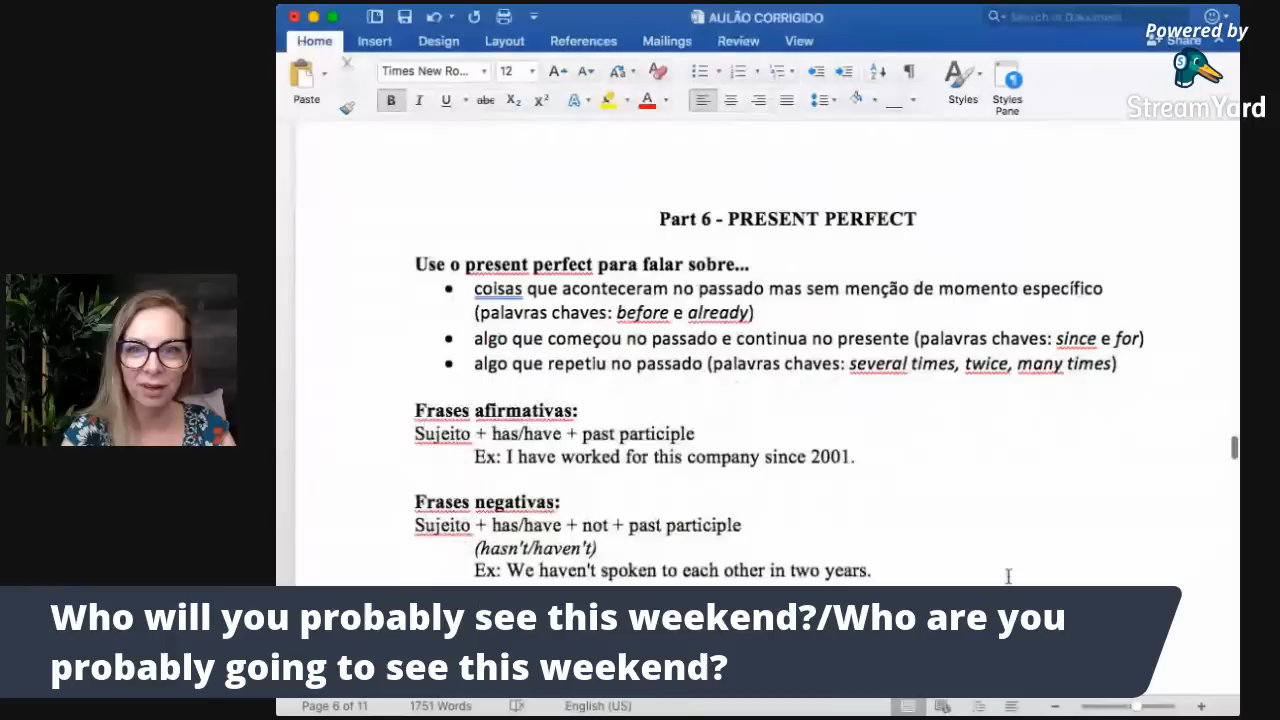 AULÃO CORRIGIDO
Search in Document
Powered by
StreamYard
Home Insert Design Layout References Mailings Review View Share
Times New Ro... 12
Paste
Styles Styles Pane
Part 6 - PRESENT PERFECT
Use o present perfect para falar sobre...
• coisas que aconteceram no passado mas sem menção de momento específico
(palavras chaves: before e already)
• algo que começou no passado e continua no presente (palavras chaves: since e for)
• algo que repetiu no passado (palavras chaves: several times, twice, many times)
Frases afirmativas:
Sujeito + has/have + past participle
Ex: I have worked for this company since 2001.
Frases negativas:
Sujeito + has/have + not + past participle
(hasn't/haven't)
Ex: We haven't spoken to each other in two years.
Who will you probably see this weekend?/Who are you
probably going to see this weekend?
Page 6 of 11 1751 Words English (US)